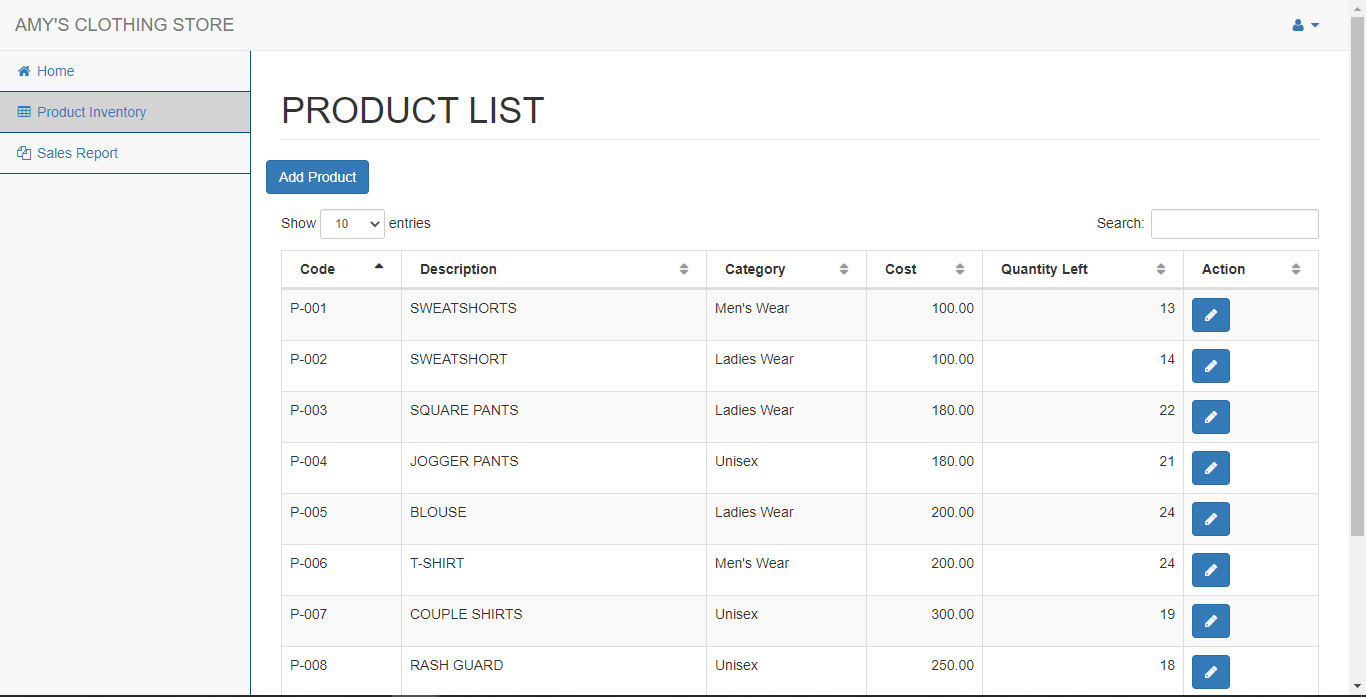 AMY'S CLOTHING STORE
Home
Product Inventory
Sales Report
PRODUCT LIST
Add Product
Show 10 entries Search:
Code Description Category Cost Quantity Left Action
P-001 SWEATSHORTS Men's Wear 100.00 13
P-002 SWEATSHORT Ladies Wear 100.00 14
P-003 SQUARE PANTS Ladies Wear 180.00 22
P-004 JOGGER PANTS Unisex 180.00 21
P-005 BLOUSE Ladies Wear 200.00 24
P-006 T-SHIRT Men's Wear 200.00 24
P-007 COUPLE SHIRTS Unisex 300.00 19
P-008 RASH GUARD Unisex 250.00 18